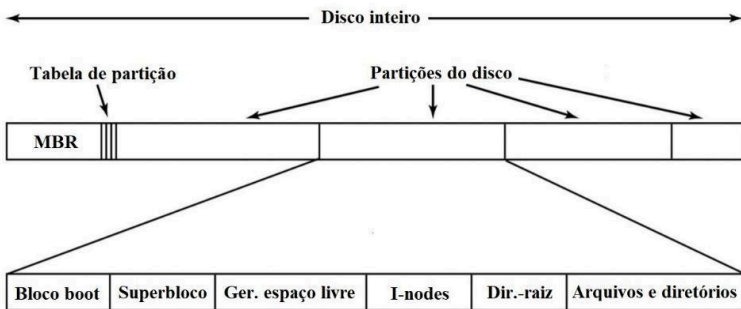 Disco inteiro
Tabela de partição
Partições do disco
MBR
Bloco boot
Superbloco
Ger. espaço livre
I-nodes
Dir.-raiz
Arquivos e diretórios